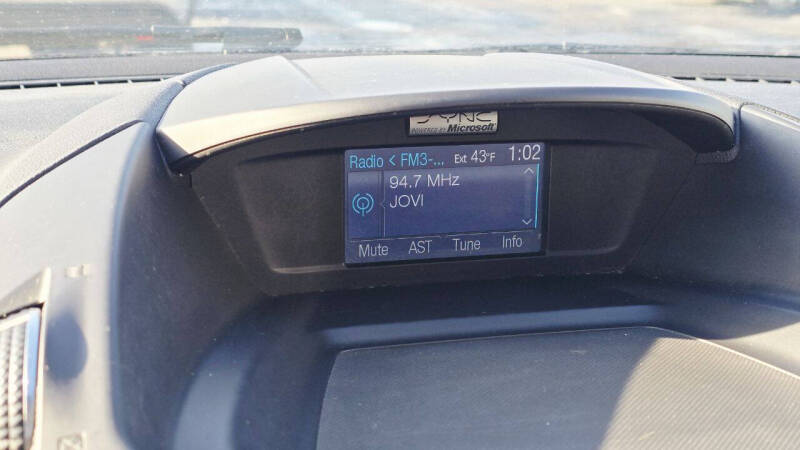 SYNC
POWERED BY Microsoft
Radio < FM3-... Ext 43°F 1:02
94.7 MHz
JOVI
Mute AST Tune Info